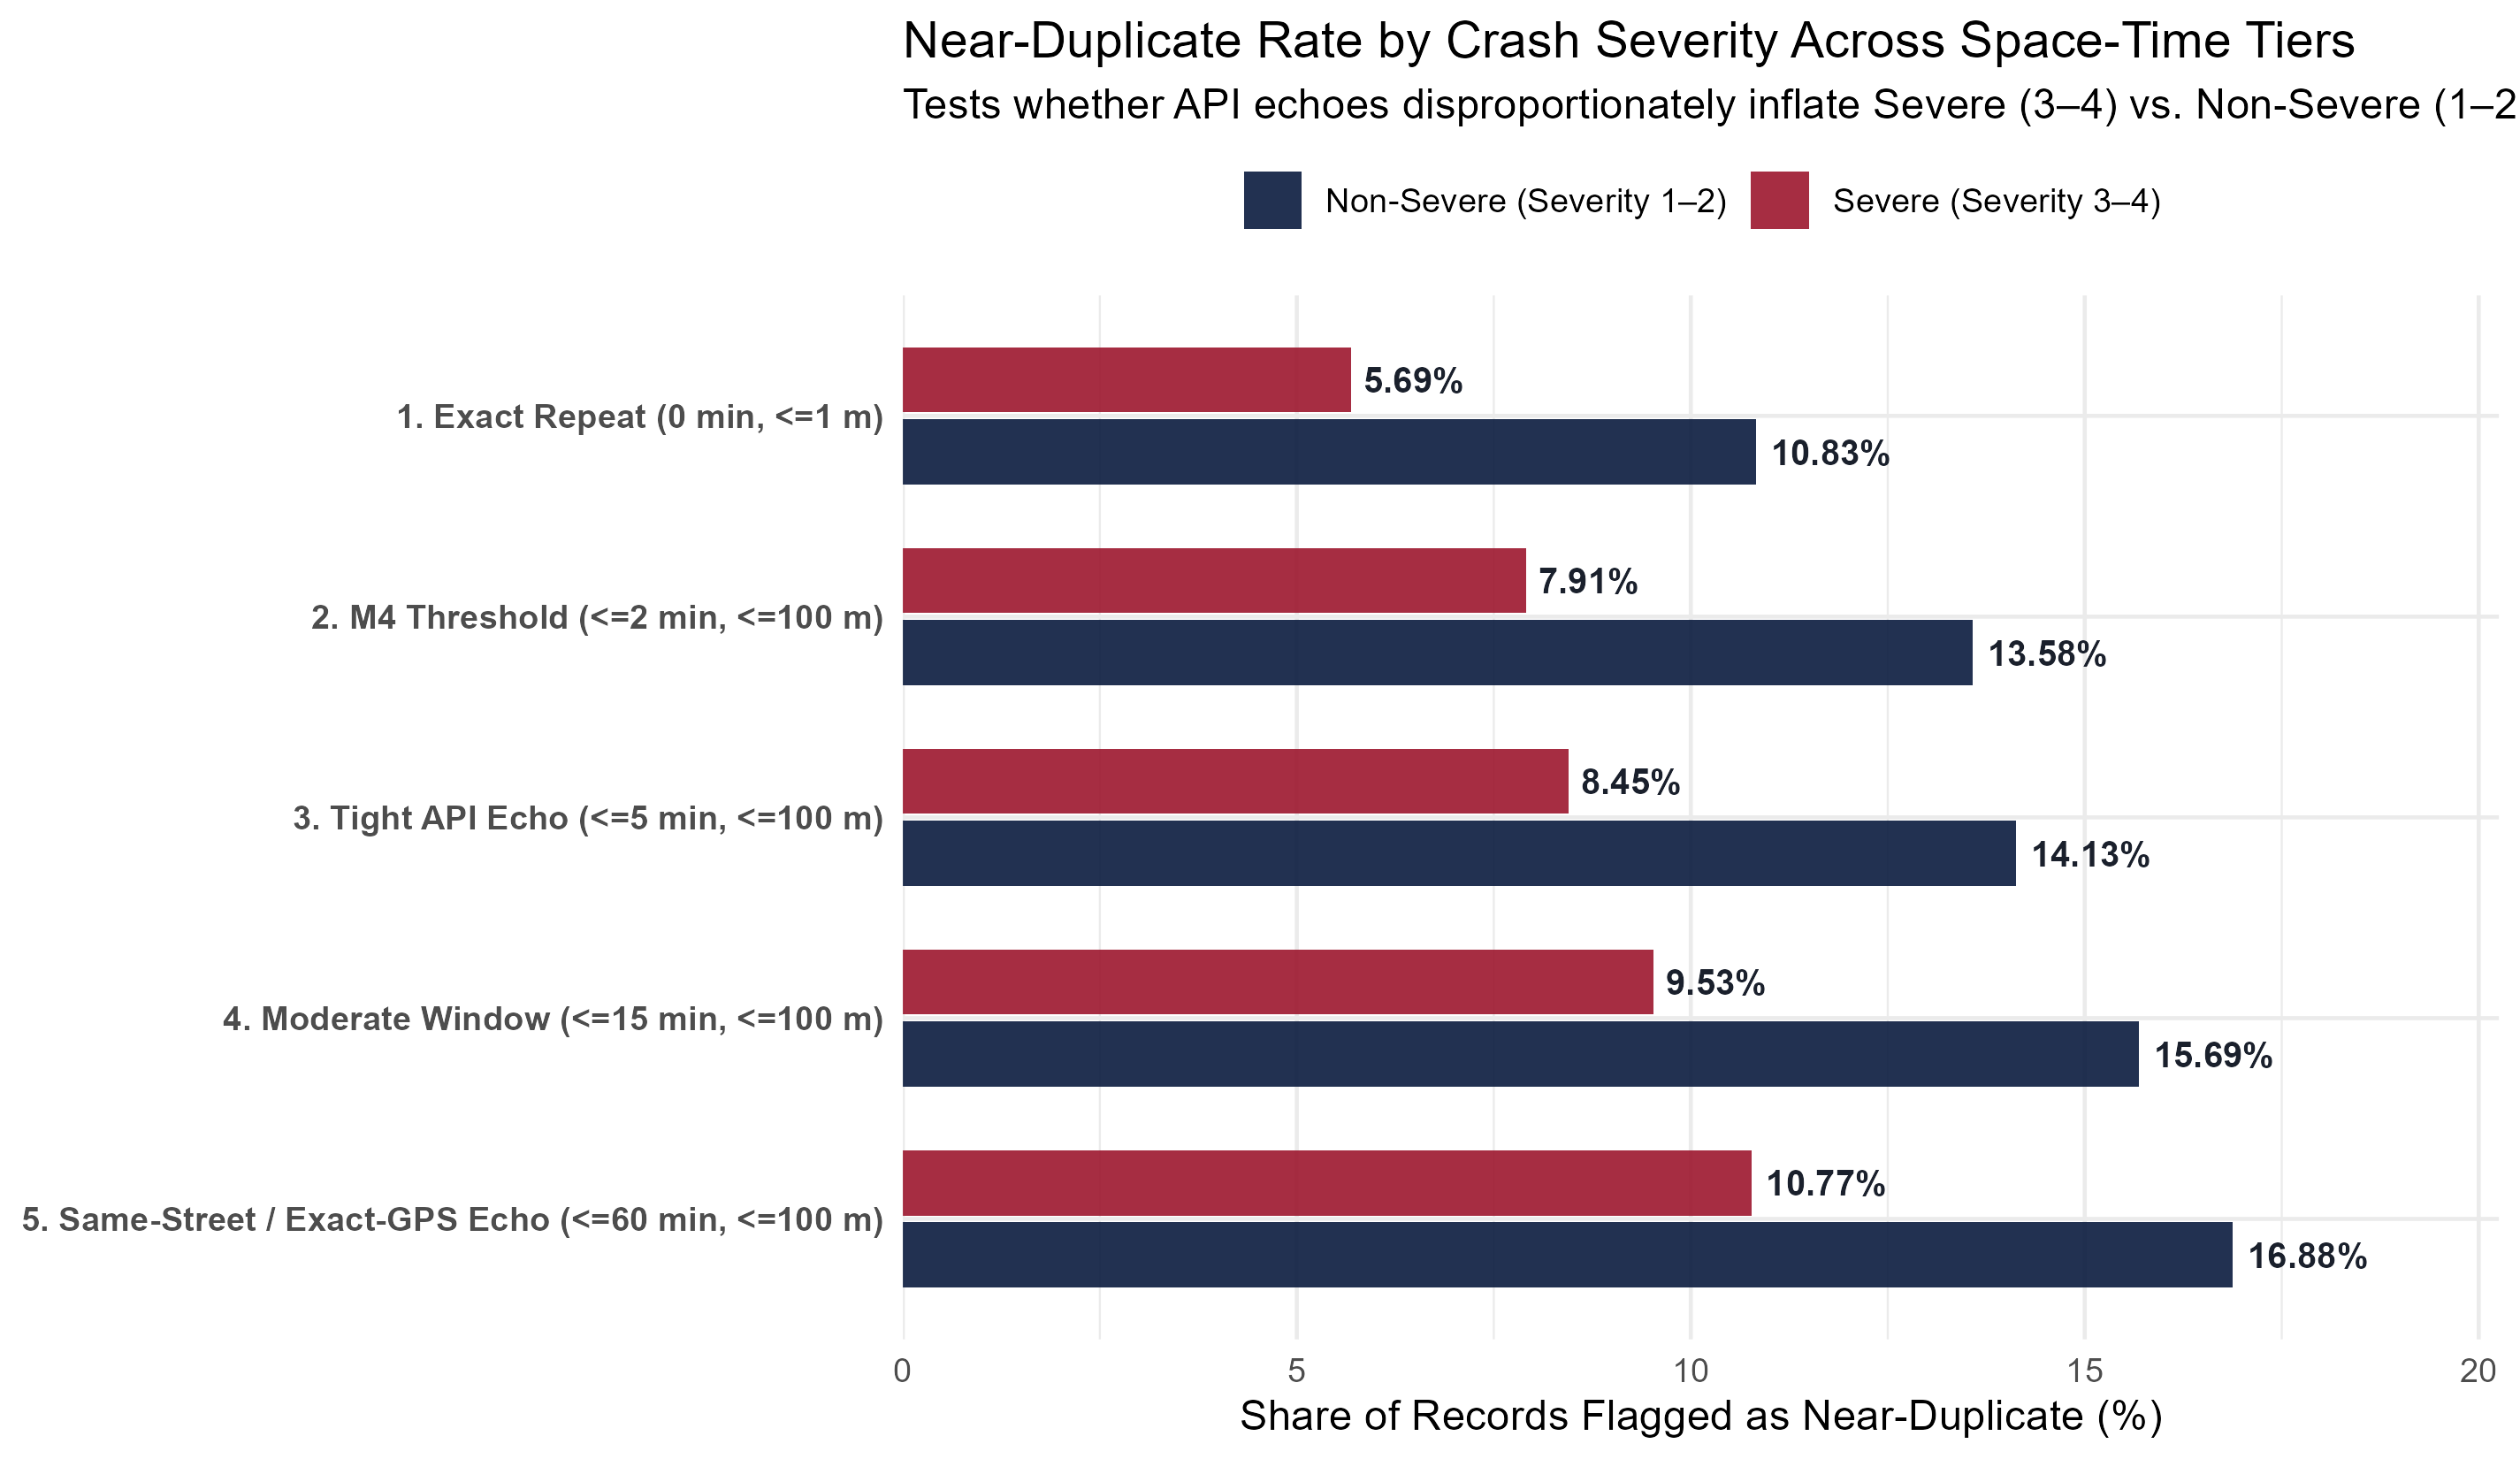 Near-Duplicate Rate by Crash Severity Across Space-Time Tiers
Tests whether API echoes disproportionately inflate Severe (3–4) vs. Non-Severe (1–2
Non-Severe (Severity 1–2)
Severe (Severity 3–4)
5.69%
1. Exact Repeat (0 min, <=1 m)
10.83%
7.91%
2. M4 Threshold (<=2 min, <=100 m)
13.58%
8.45%
3. Tight API Echo (<=5 min, <=100 m)
14.13%
9.53%
4. Moderate Window (<=15 min, <=100 m)
15.69%
10.77%
5. Same-Street / Exact-GPS Echo (<=60 min, <=100 m)
16.88%
0 5 10 15 20
Share of Records Flagged as Near-Duplicate (%)